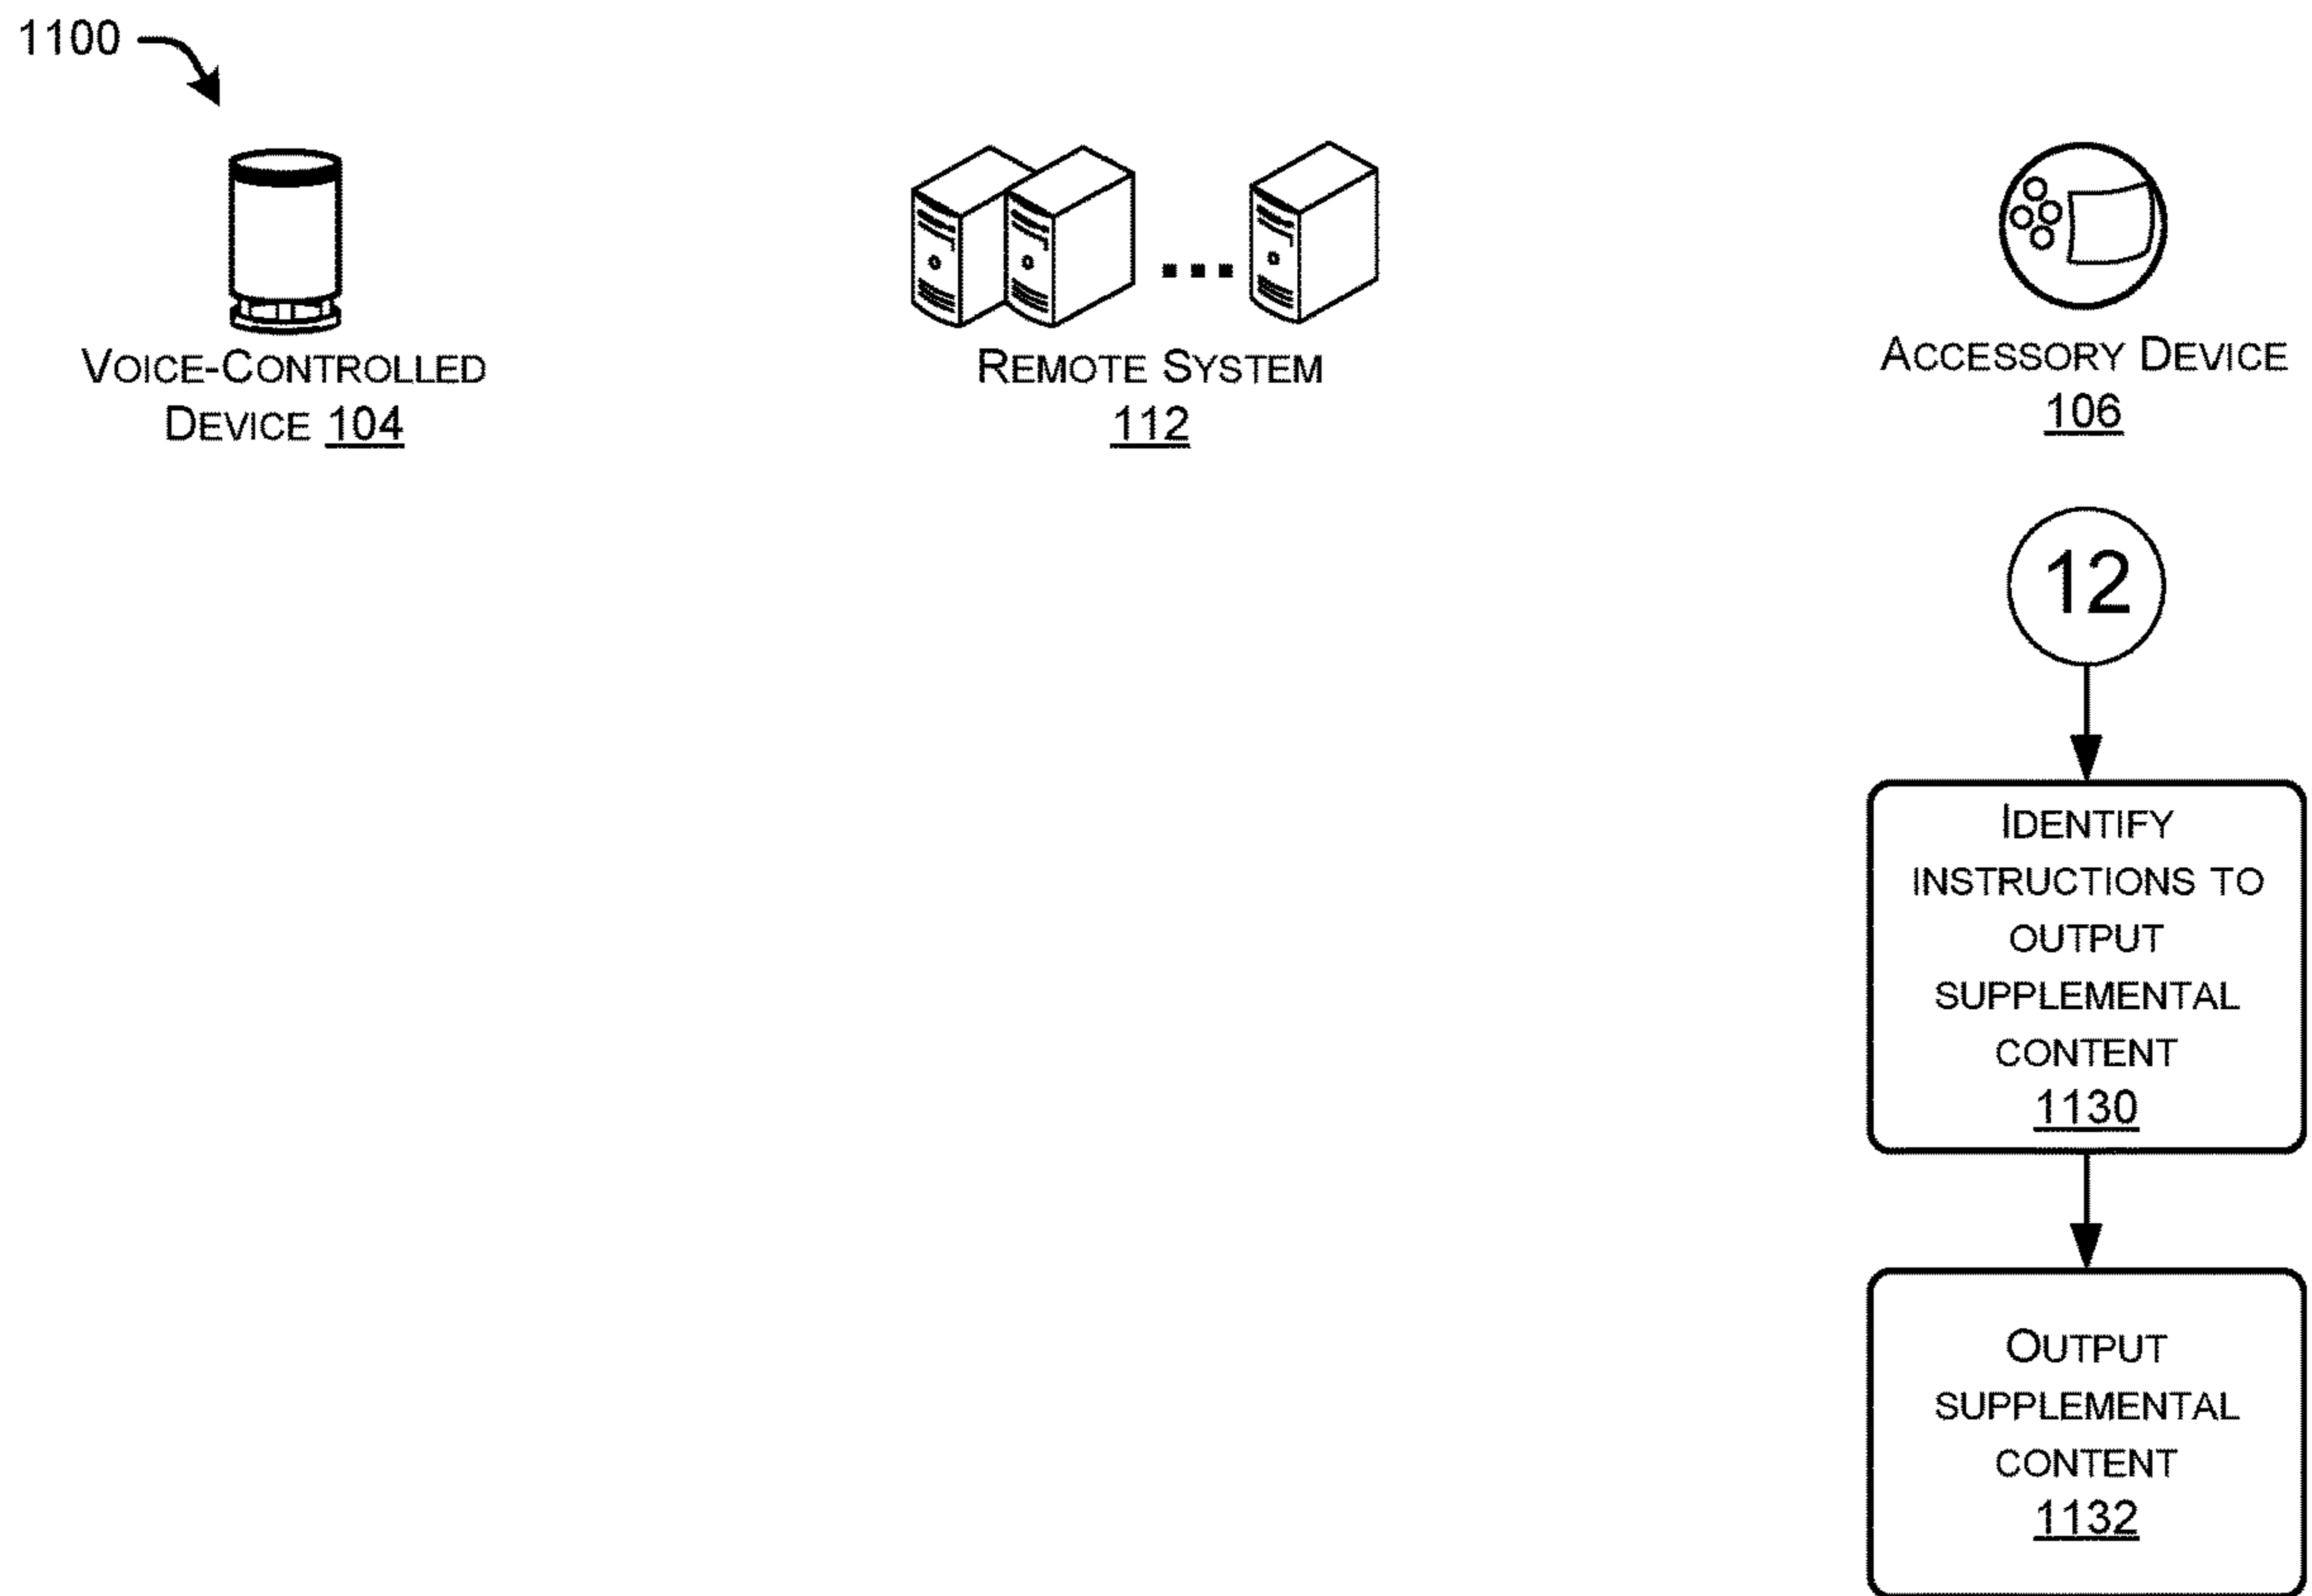 1100
VOICE-CONTROLLED
DEVICE 104
REMOTE SYSTEM
112
ACCESSORY DEVICE
106
12
IDENTIFY
INSTRUCTIONS TO
OUTPUT
SUPPLEMENTAL
CONTENT
1130
OUTPUT
SUPPLEMENTAL
CONTENT
1132